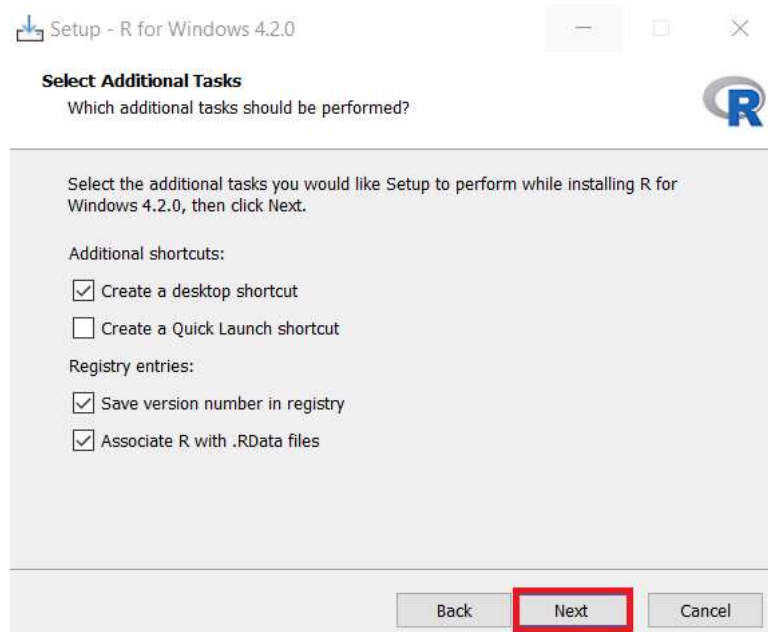 Setup - R for Windows 4.2.0
Select Additional Tasks
Which additional tasks should be performed?
R
Select the additional tasks you would like Setup to perform while installing R for
Windows 4.2.0, then click Next.
Additional shortcuts:
Create a desktop shortcut
Create a Quick Launch shortcut
Registry entries:
Save version number in registry
Associate R with .RData files
Back Next Cancel